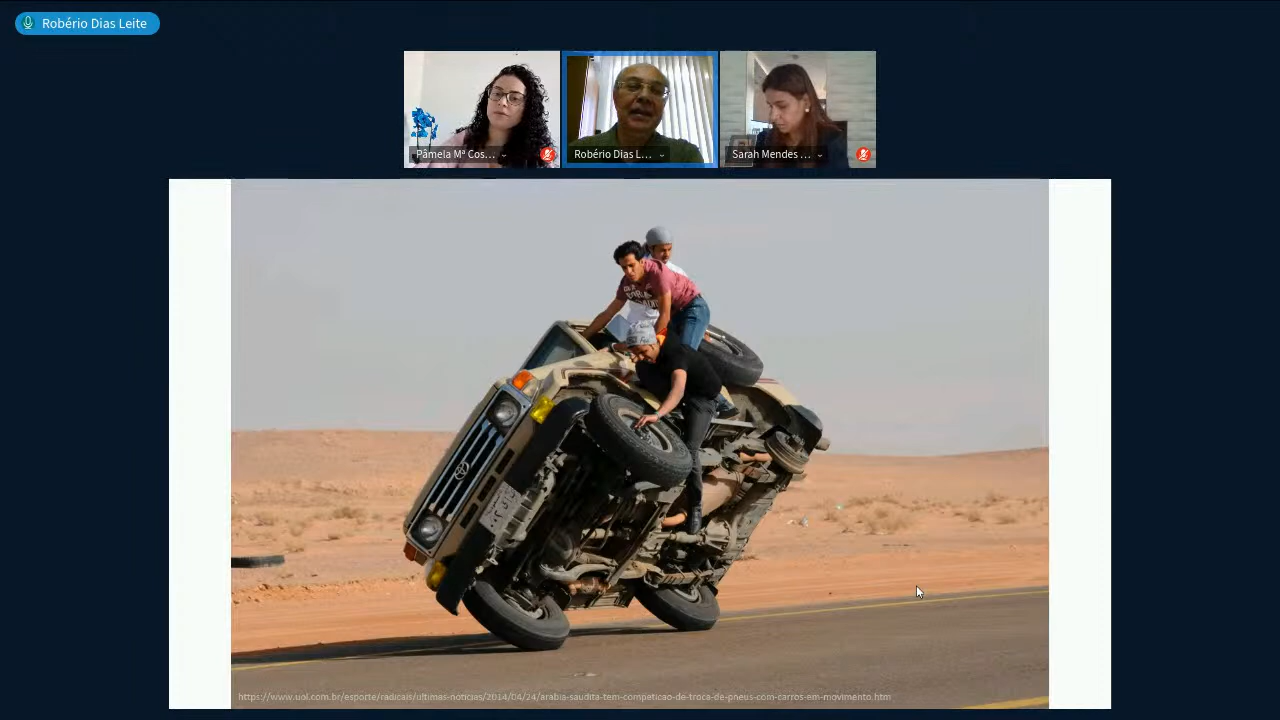 Robério Dias Leite
Pâmela Mª Cos...
Robério Dias L...
Sarah Mendes ...
https://www.uol.com.br/esporte/radicais/ultimas-noticias/2014/04/24/arabia-saudita-tem-competicao-de-troca-de-pneus-com-carros-em-movimento.htm